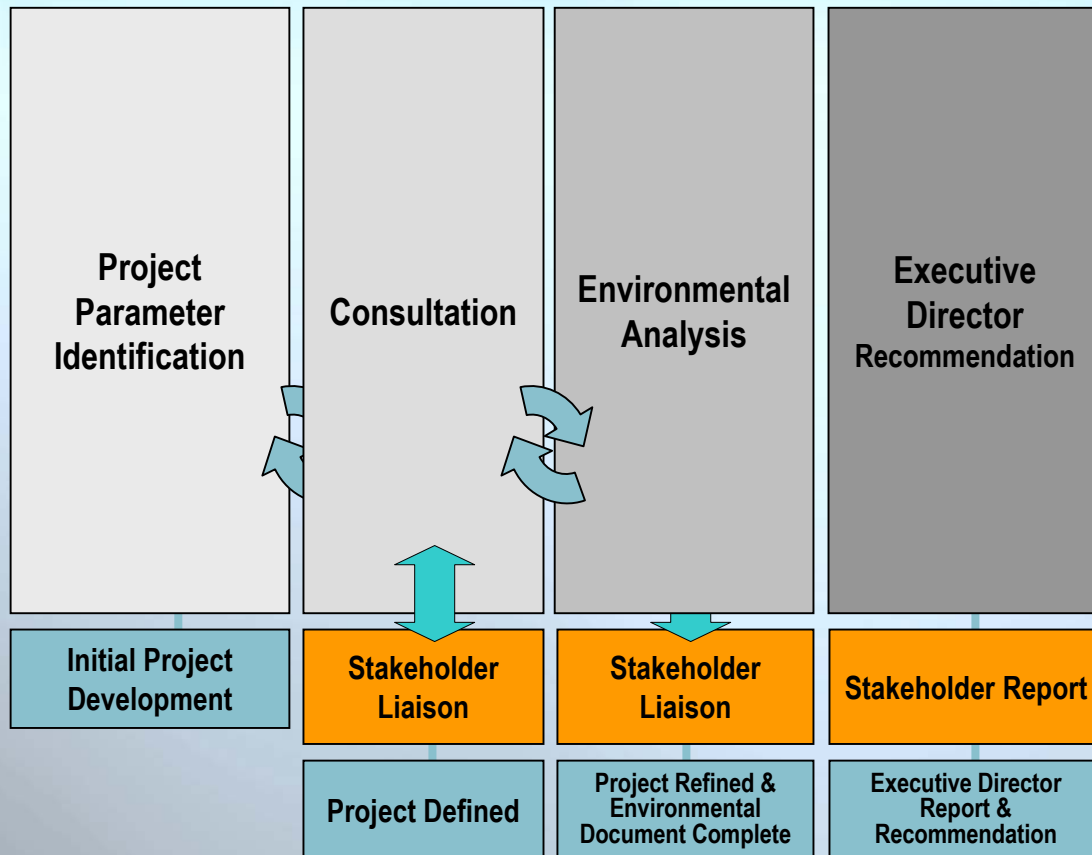 Project
Parameter
Identification
Consultation
Environmental
Analysis
Executive
Director
Recommendation
Initial Project
Development
Stakeholder
Liaison
Stakeholder
Liaison
Stakeholder Report
Project Defined
Project Refined &
Environmental
Document Complete
Executive Director
Report &
Recommendation